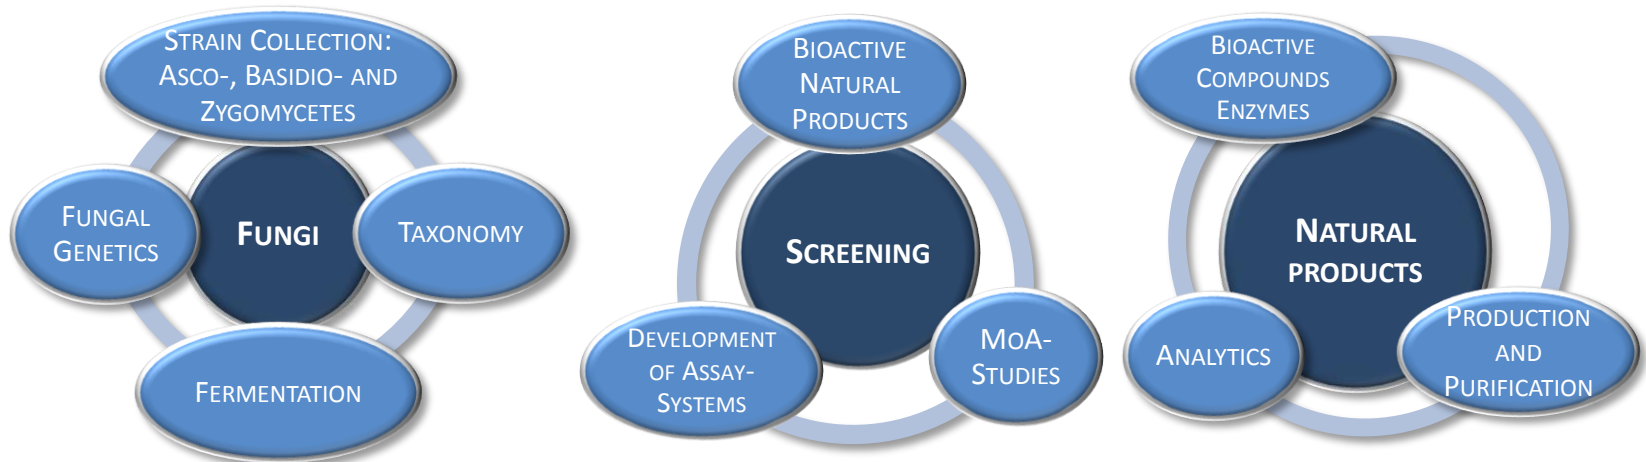 Strain Collection:
Asco-, Basidio- and
Zygomycetes
Fungal
Genetics
Fungi
Taxonomy
Fermentation
Bioactive
Natural
Products
Screening
Development
of Assay-
Systems
MoA-
Studies
Bioactive
Compounds
Enzymes
Natural
products
Analytics
Production
and
Purification